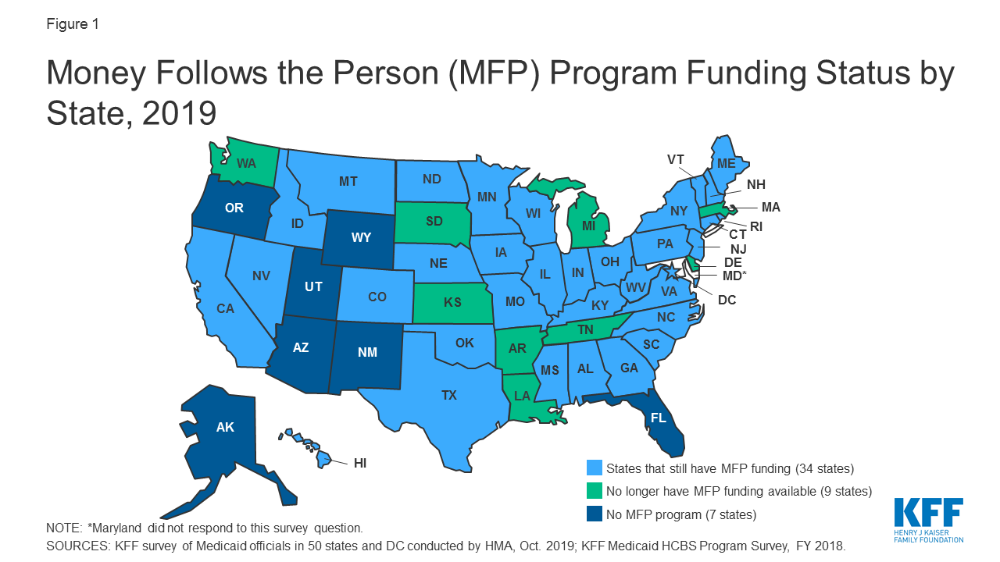 Figure 1
Money Follows the Person (MFP) Program Funding Status by
State, 2019
WA
OR
MT
ID
WY
ND
SD
MN
WI
MI
VT
ME
NH
NY
MA
RI
CT
NJ
PA
DE
MD*
DC
NV
UT
CO
NE
IA
IL
IN
OH
WV
VA
KY
CA
AZ
NM
KS
MO
OK
AR
TN
NC
SC
MS
AL
GA
TX
LA
FL
AK
HI
States that still have MFP funding (34 states)
No longer have MFP funding available (9 states)
No MFP program (7 states)
NOTE: *Maryland did not respond to this survey question.
SOURCES: KFF survey of Medicaid officials in 50 states and DC conducted by HMA, Oct. 2019; KFF Medicaid HCBS Program Survey, FY 2018.
KFF
HENRY J KAISER
FAMILY FOUNDATION